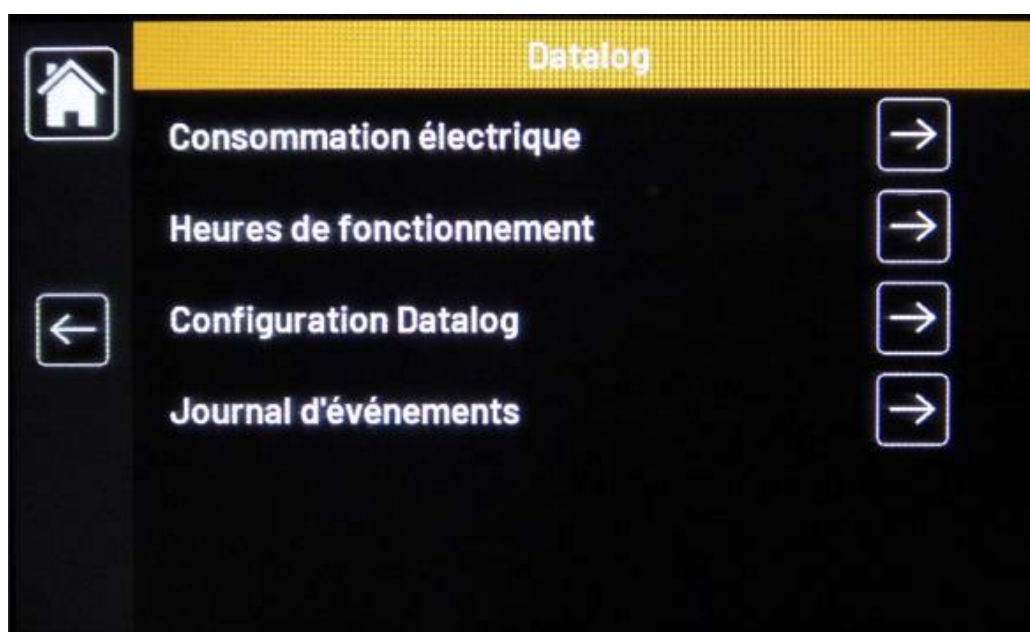 Datalog
Consommation électrique
Heures de fonctionnement
Configuration Datalog
Journal d'événements